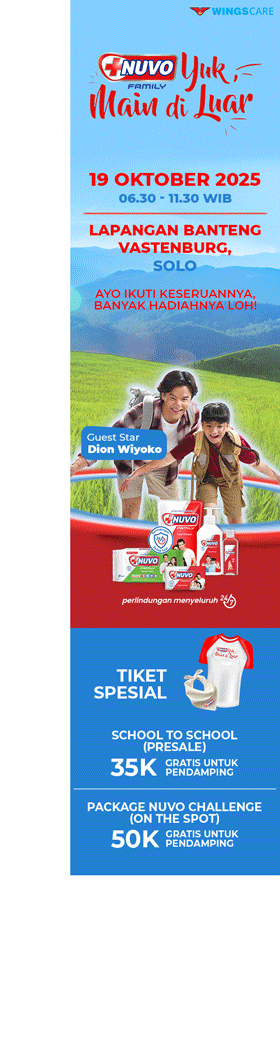 WINGSCARE
NUVO
FAMILY
Yuk,
Main di Luar
19 OKTOBER 2025
06.30 - 11.30 WIB
LAPANGAN BANTENG
VASTENBURG,
SOLO
AYO IKUTI KESERUANNYA,
BANYAK HADIAHNYA LOH!
Guest Star
Dion Wiyoko
NUVO
FAMILY
NUVO
NUVO
perlindungan menyeluruh 24/7
TIKET
SPESIAL
SCHOOL TO SCHOOL
(PRESALE)
35K GRATIS UNTUK
PENDAMPING
PACKAGE NUVO CHALLENGE
(ON THE SPOT)
50K GRATIS UNTUK
PENDAMPING